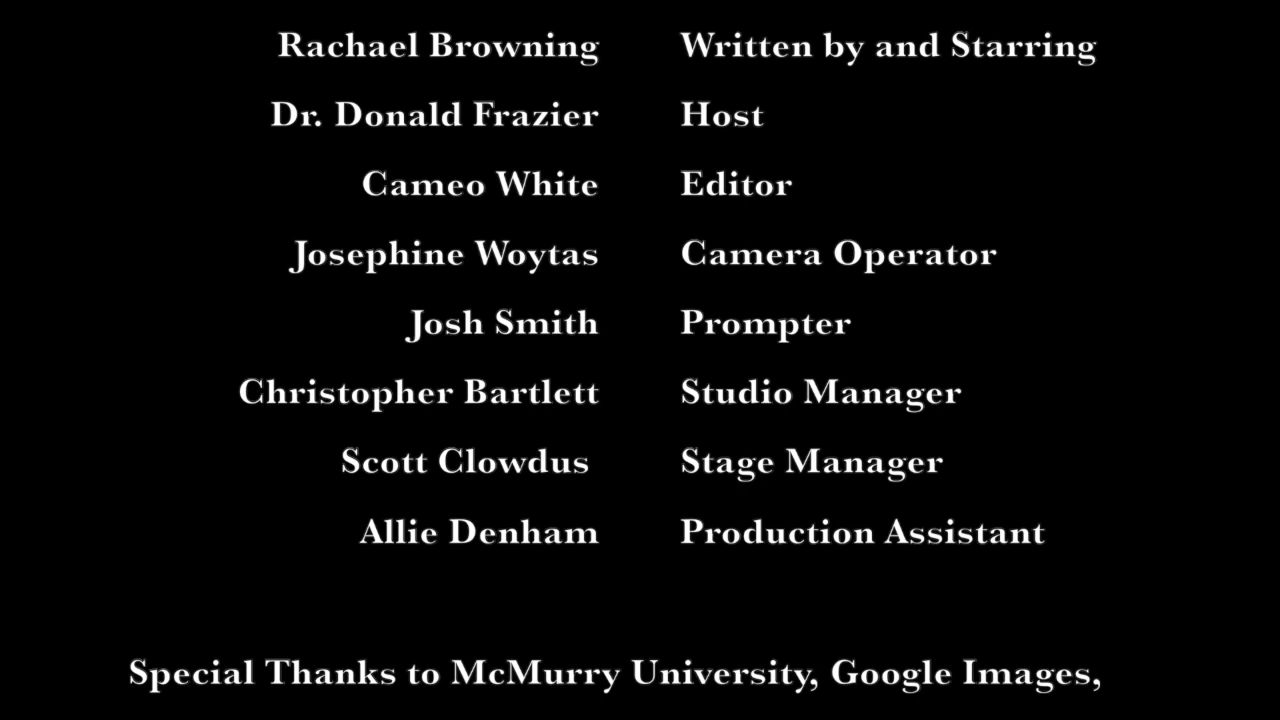 Rachael Browning Written by and Starring
Dr. Donald Frazier Host
Cameo White Editor
Josephine Woytas Camera Operator
Josh Smith Prompter
Christopher Bartlett Studio Manager
Scott Clowdus Stage Manager
Allie Denham Production Assistant
Special Thanks to McMurry University, Google Images,